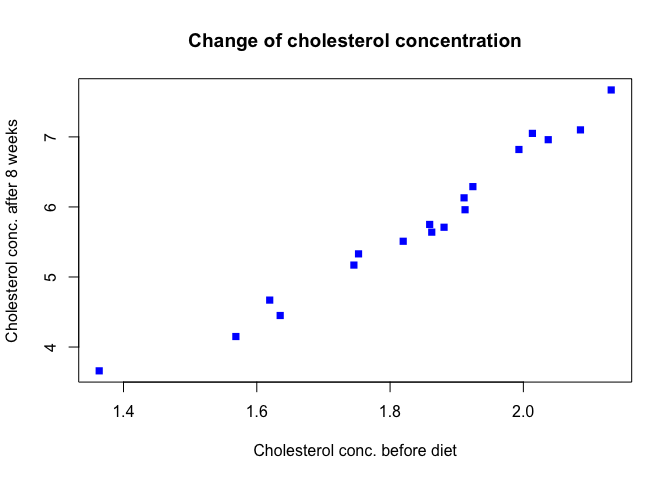 Change of cholesterol concentration
Cholesterol conc. after 8 weeks
7
6
5
4
1.4 1.6 1.8 2.0
Cholesterol conc. before diet